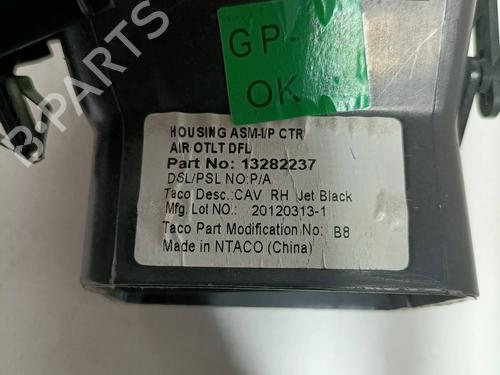 B-PARTS
GP-
OK
HOUSING ASM-I/P CTR
AIR OTLT DFL
Part No: 13282237
DSL/PSL NO:P/A
Taco Desc.:CAV RH Jet Black
Mfg. Lot NO.: 20120313-1
Taco Part Modification No: B8
Made in NTACO (China)